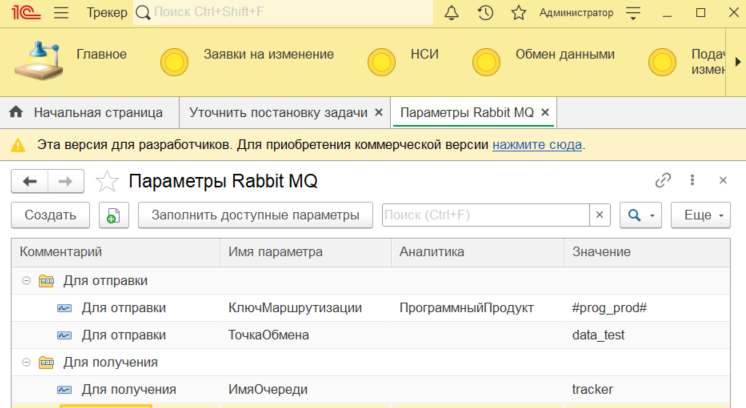 1С Трекер Поиск Ctrl+Shift+F Администратор
Главное Заявки на изменение НСИ Обмен данными
Начальная страница Уточнить постановку задачи × Параметры Rabbit MQ ×
Эта версия для разработчиков. Для приобретения коммерческой версии нажмите сюда.
Параметры Rabbit MQ
Создать Заполнить доступные параметры Поиск (Ctrl+F) × Еще
Комментарий Имя параметра Аналитика Значение
Для отправки
Для отправки КлючМаршрутизации ПрограммныйПродукт #prog_prod#
Для отправки ТочкаОбмена data_test
Для получения
Для получения ИмяОчереди tracker